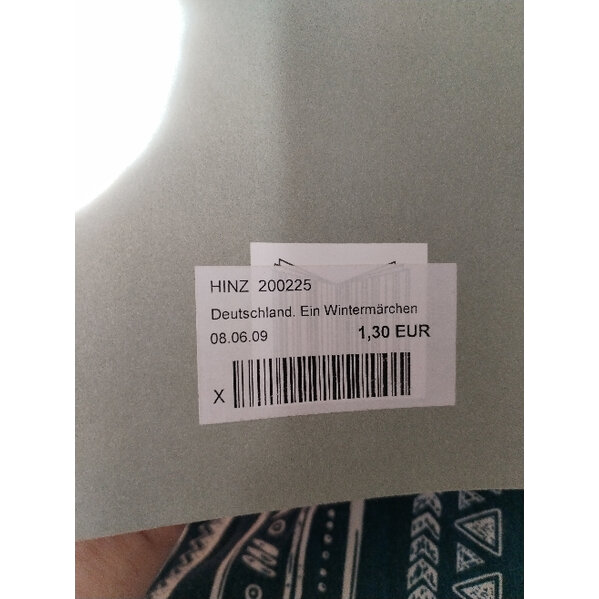 HINZ 200225
Deutschland. Ein Wintermärchen
08.06.09 1,30 EUR
X